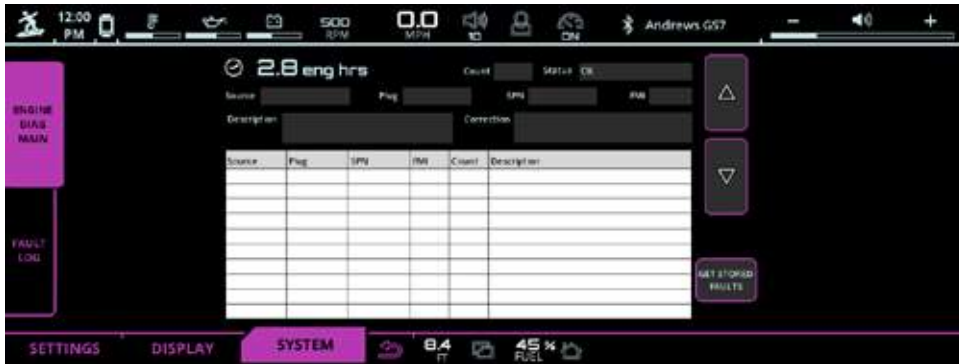 12:00 PM
500 RPM
0.0 MPH
10
ON
Andrews GS7
2.8 eng hrs
Count
Status OK
Source
Plug
SPN
FMI
Description
Correction
Source Plug SPN FMI Count Description
ENGINE
DIAG
MAIN
FAULT
LOG
GET STORED
FAULTS
SETTINGS DISPLAY SYSTEM
8.4 FT
45 % FUEL